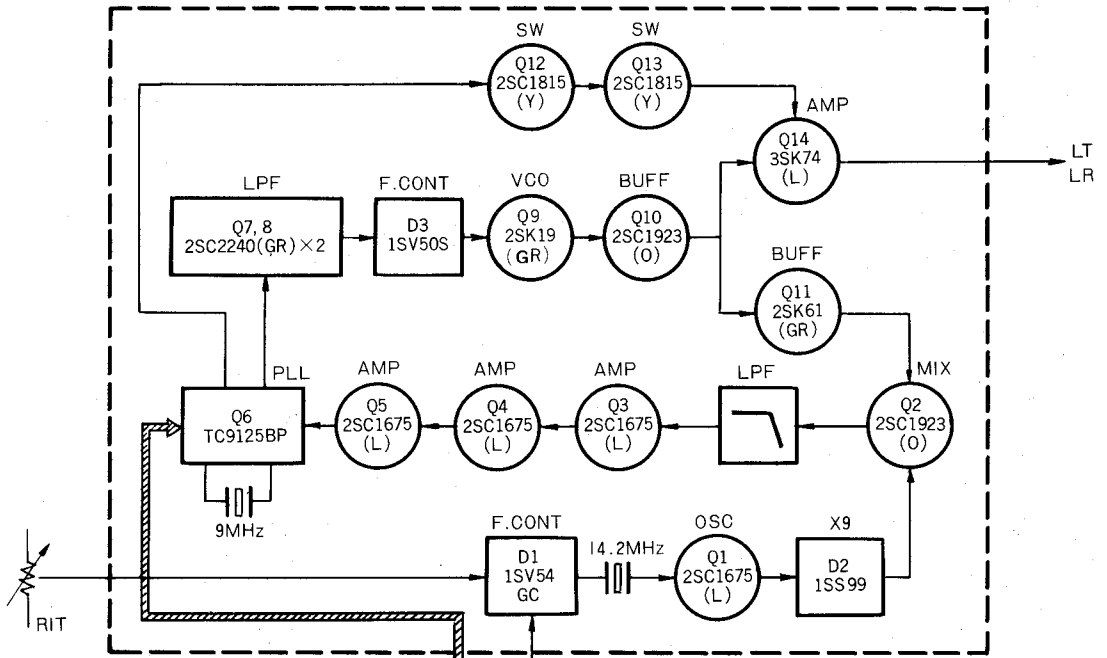 SW
SW
Q12
2SC1815
(Y)
Q13
2SC1815
(Y)
AMP
Q14
3SK74
(L)
LT
LR
LPF
F.CONT
VCO
BUFF
Q7, 8
2SC2240(GR)×2
D3
1SV50S
Q9
2SK19
(GR)
Q10
2SC1923
(O)
BUFF
Q11
2SK61
(GR)
PLL
AMP
AMP
AMP
LPF
MIX
Q6
TC9125BP
Q5
2SC1675
(L)
Q4
2SC1675
(L)
Q3
2SC1675
(L)
Q2
2SC1923
(O)
9MHz
F.CONT
14.2MHz
OSC
X9
D1
1SV54
GC
Q1
2SC1675
(L)
D2
1SS99
RIT